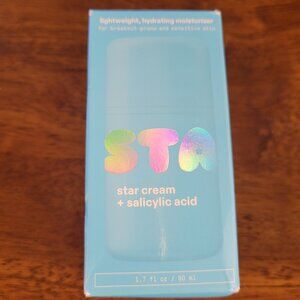 lightweight, hydrating moisturizer
for breakout-prone and sensitive skin
STA
star cream
+ salicylic acid
1.7 fl oz / 50 ml